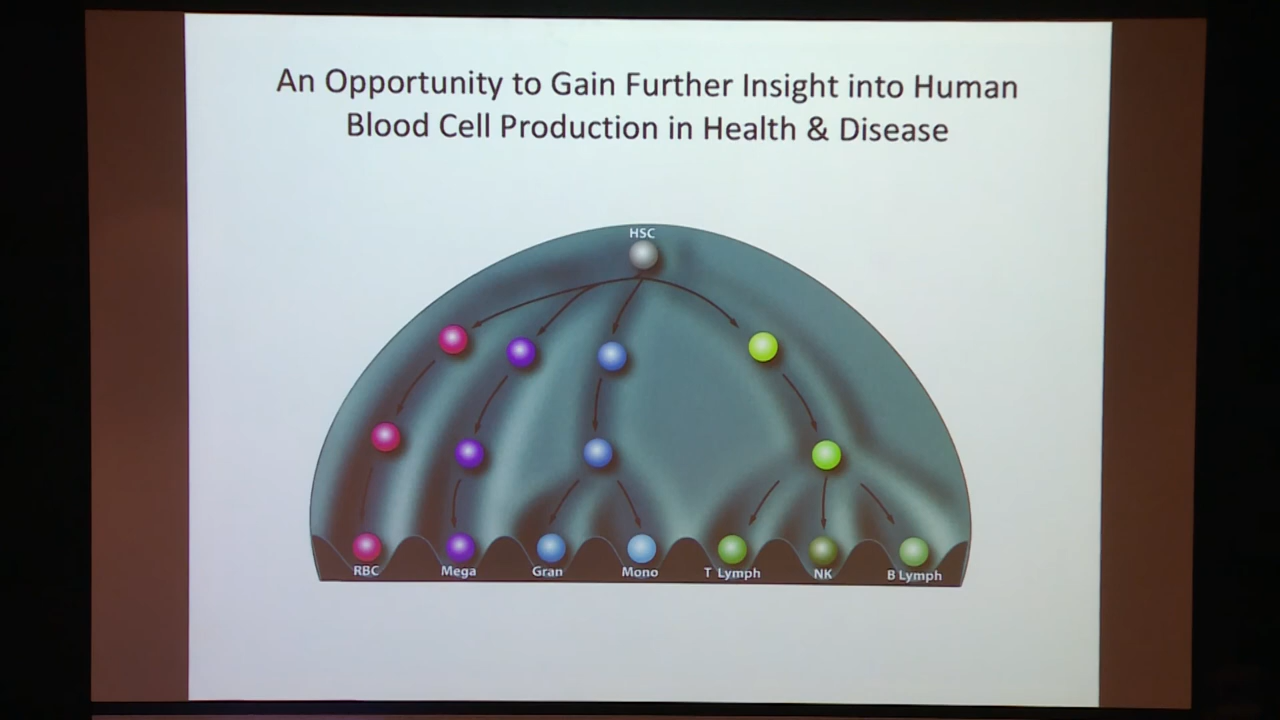 An Opportunity to Gain Further Insight into Human
Blood Cell Production in Health & Disease
HSC
RBC
Mega
Gran
Mono
T Lymph
NK
B Lymph